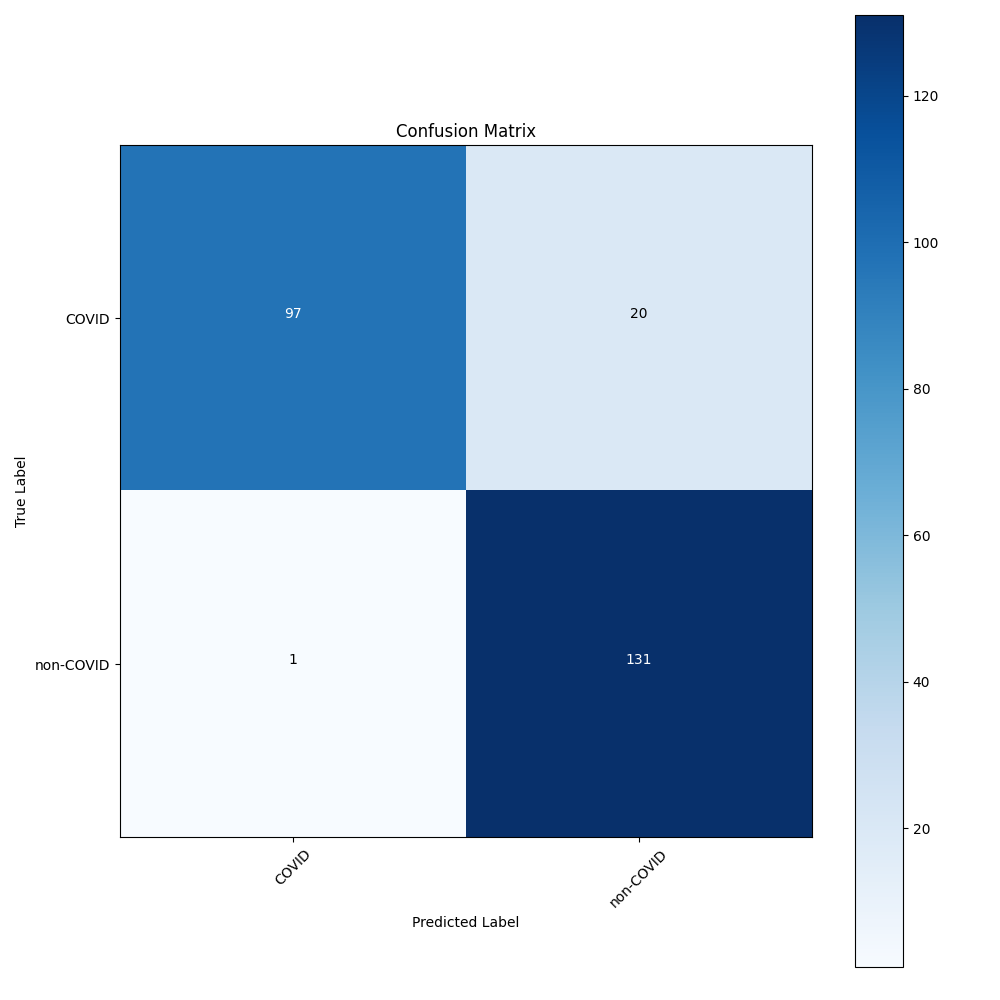 Confusion Matrix
True Label
COVID
97
20
non-COVID
1
131
COVID
non-COVID
Predicted Label
120
100
80
60
40
20